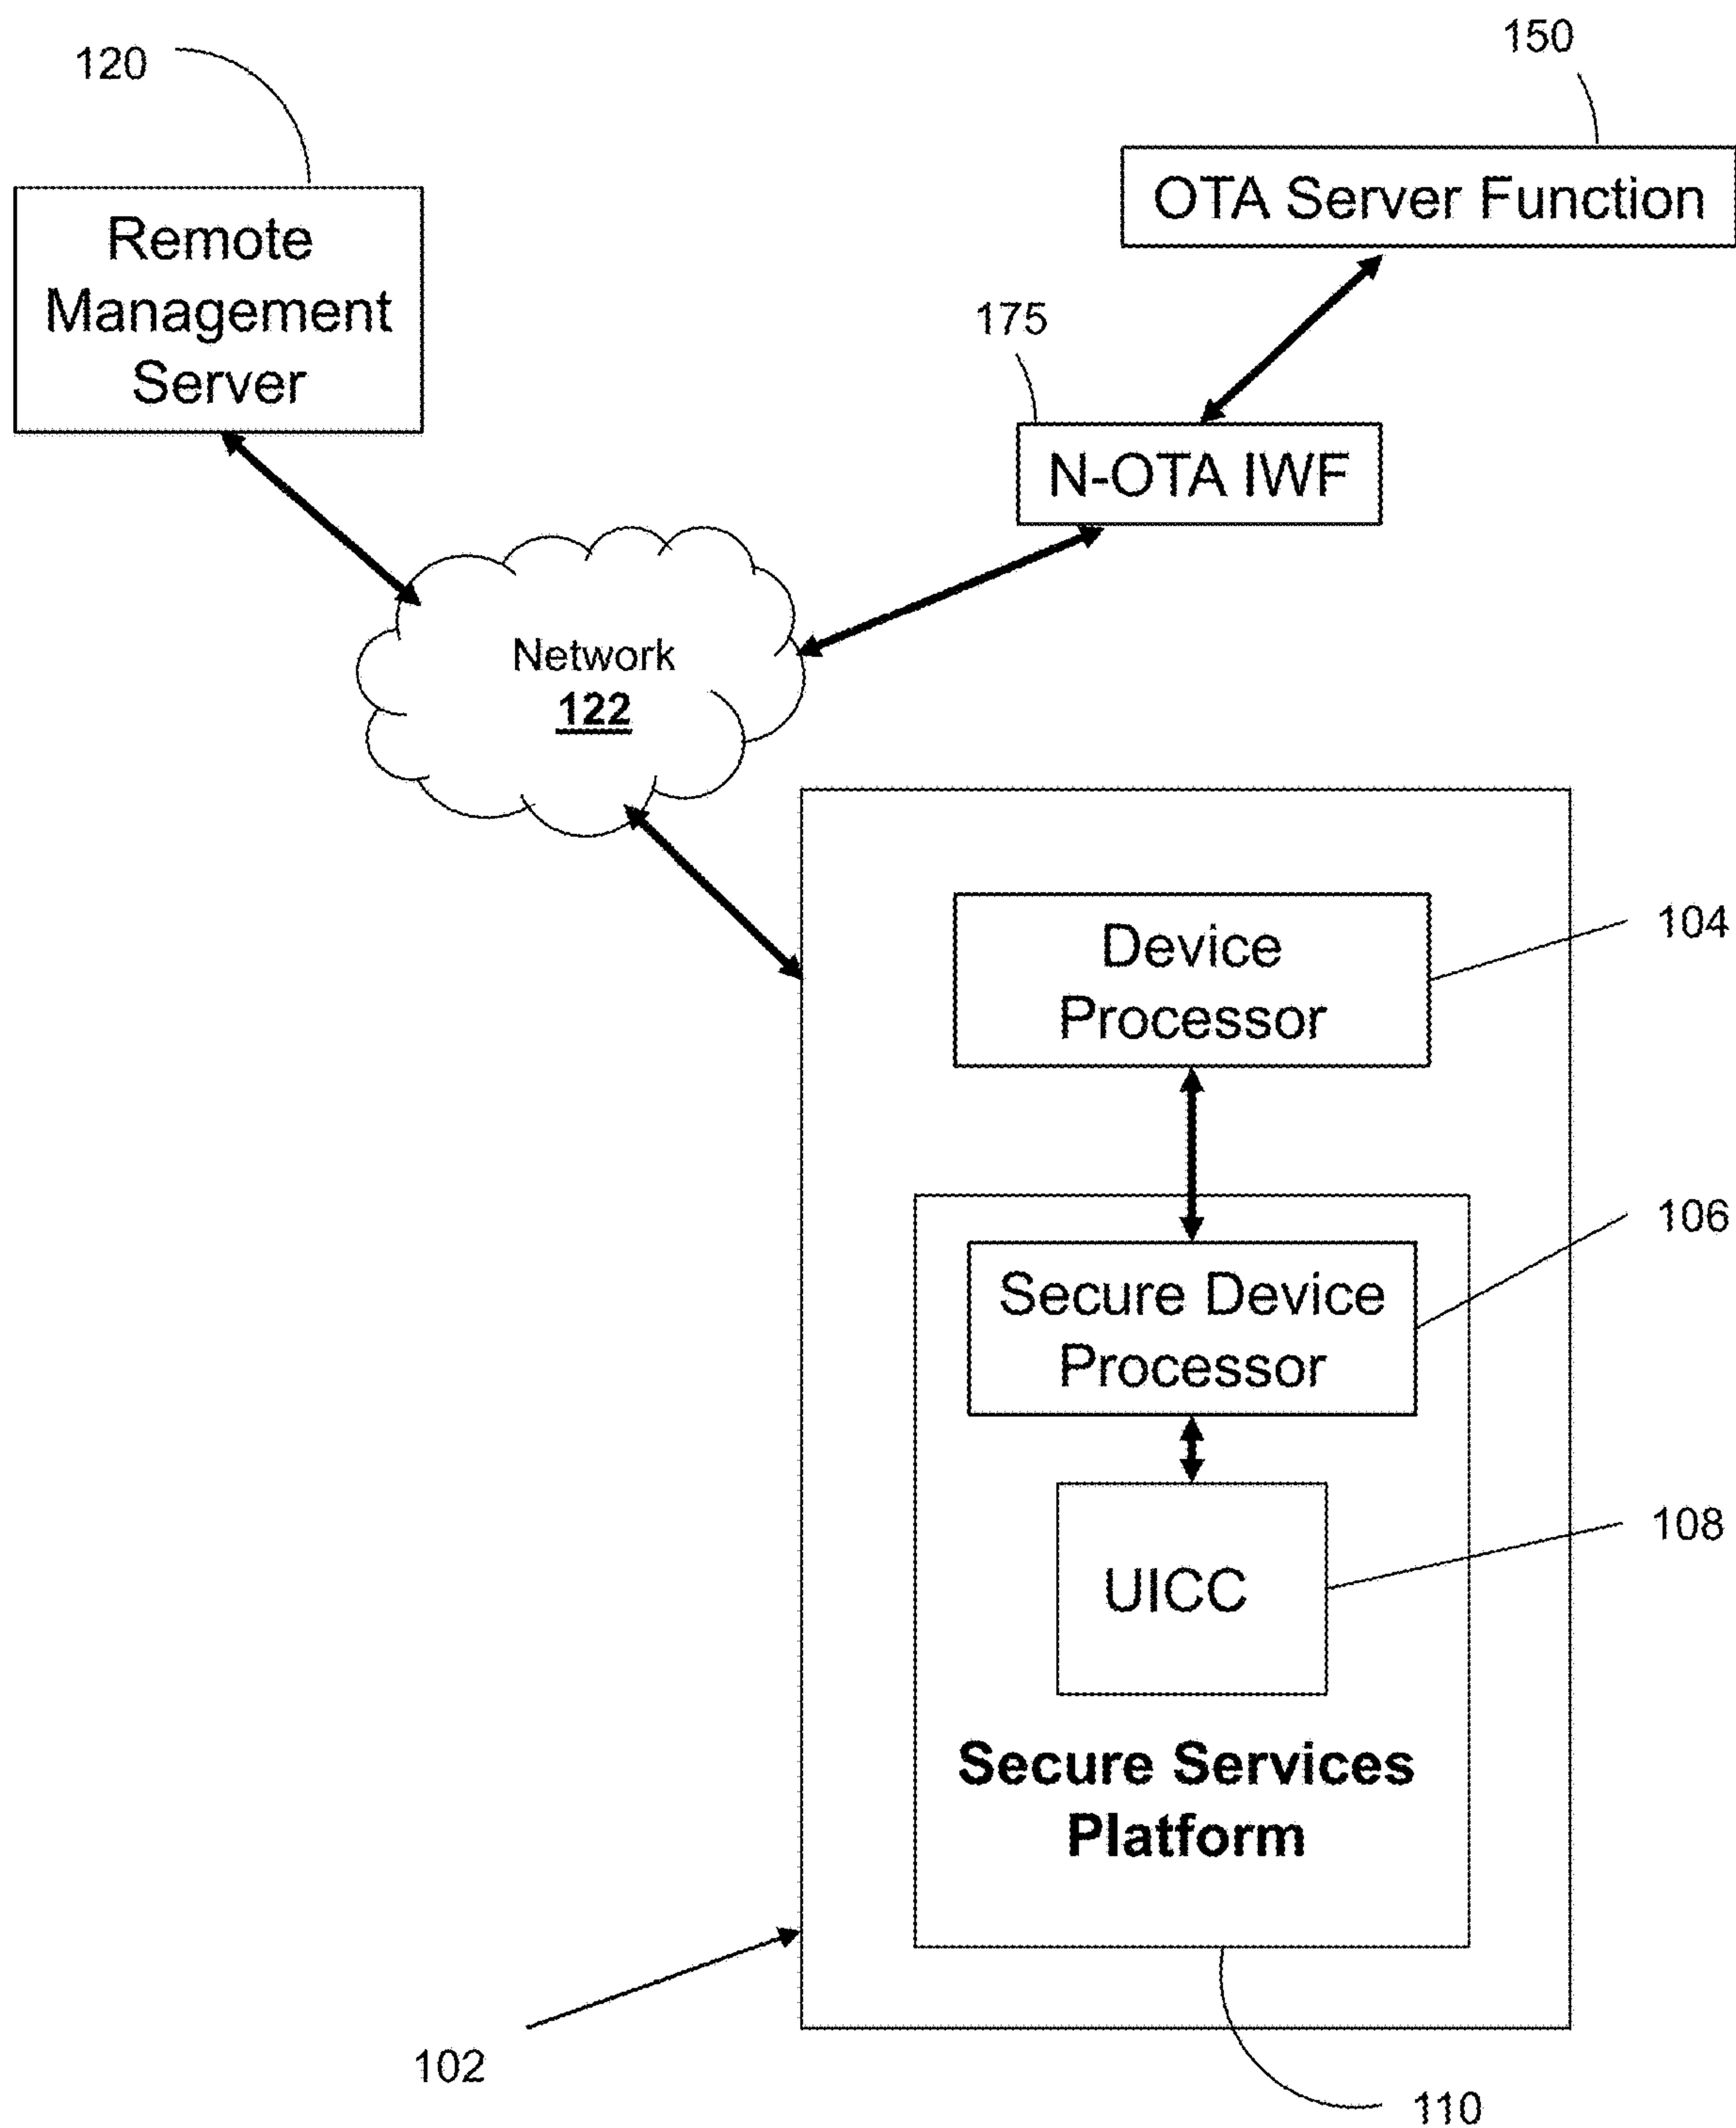 150
120
OTA Server Function
Remote
Management
Server
175
N-OTA IWF
Network
122
Device
Processor
104
106
Secure Device
Processor
108
UICC
Secure Services
Platform
102
110